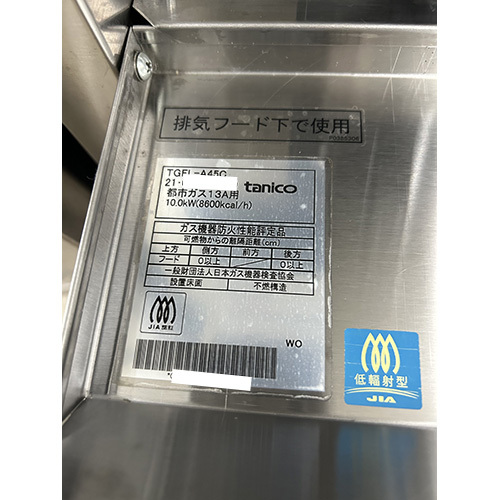 排気フード下で使用
TGFL-A45C
21·
tanico
都市ガス13A用
10.0kW(8600kcal/h)
ガス機器防火性能評定品
可燃物からの離隔距離(cm)
上方 側方 前方 後方
フード 0以上 0以上
一般財団法人日本ガス機器検査協会
設置床面 不燃構造
JIA
WO
低輻射型
JIA